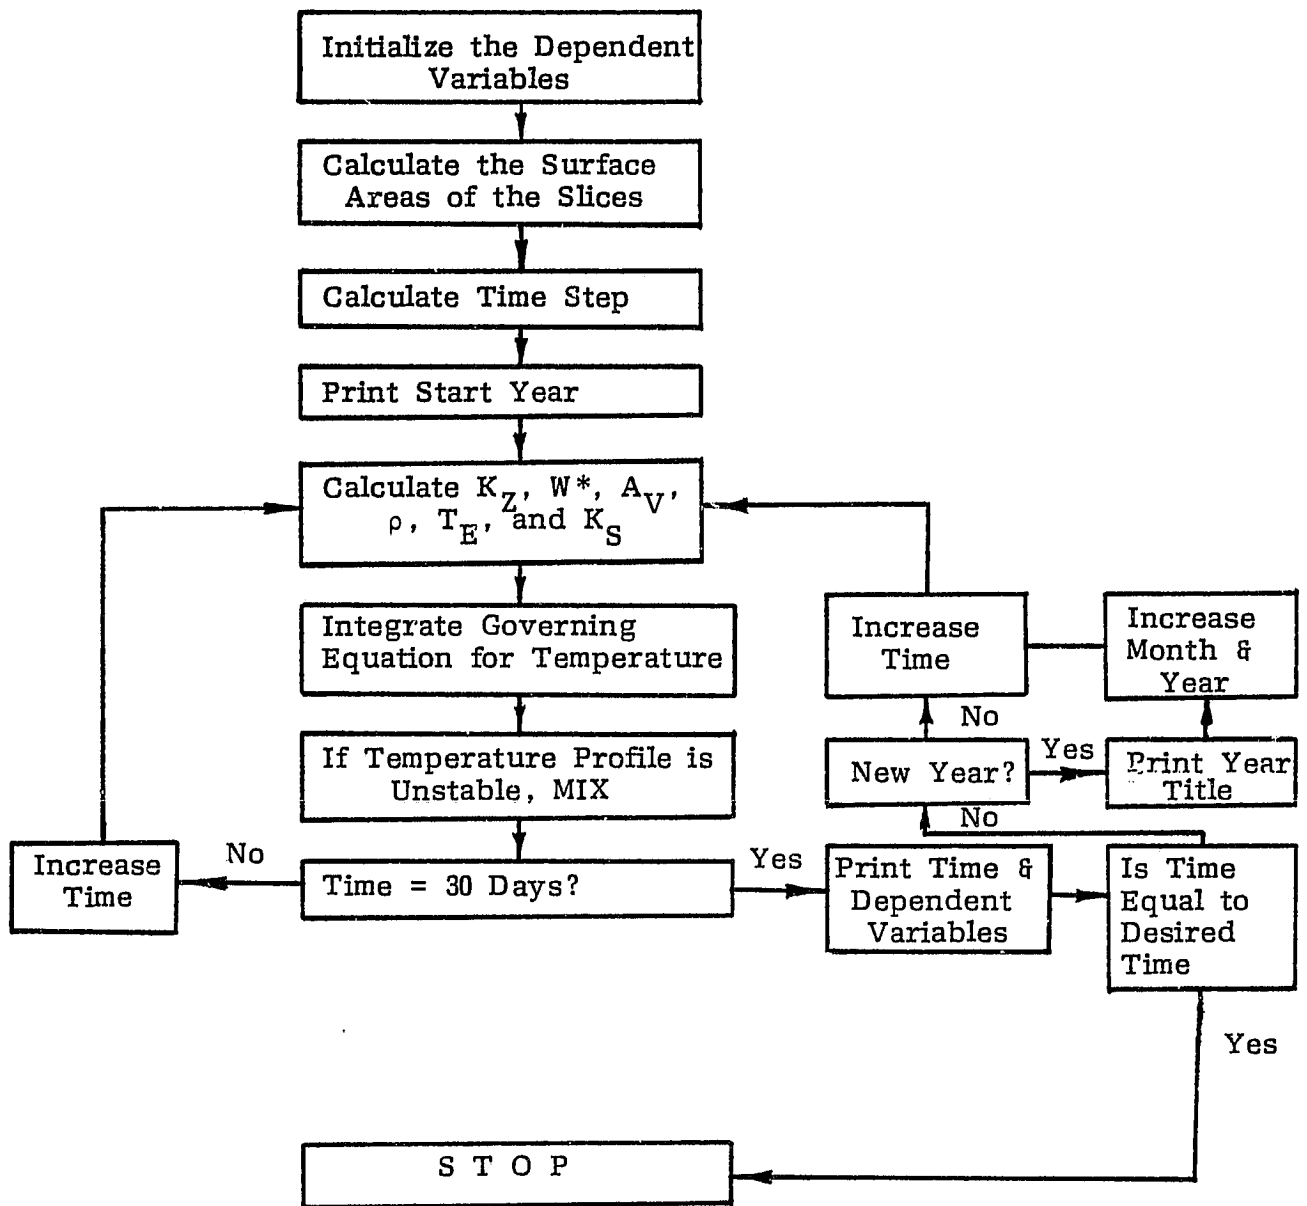 Initialize the Dependent
Variables
Calculate the Surface
Areas of the Slices
Calculate Time Step
Print Start Year
Calculate K_Z, W*, A_V,
ρ, T_E, and K_S
Integrate Governing
Equation for Temperature
If Temperature Profile is
Unstable, MIX
Time = 30 Days?
No
Increase
Time
Yes
Print Time &
Dependent
Variables
Is Time
Equal to
Desired
Time
No
New Year?
Yes
Print Year
Title
Increase
Month &
Year
No
Increase
Time
Yes
S T O P